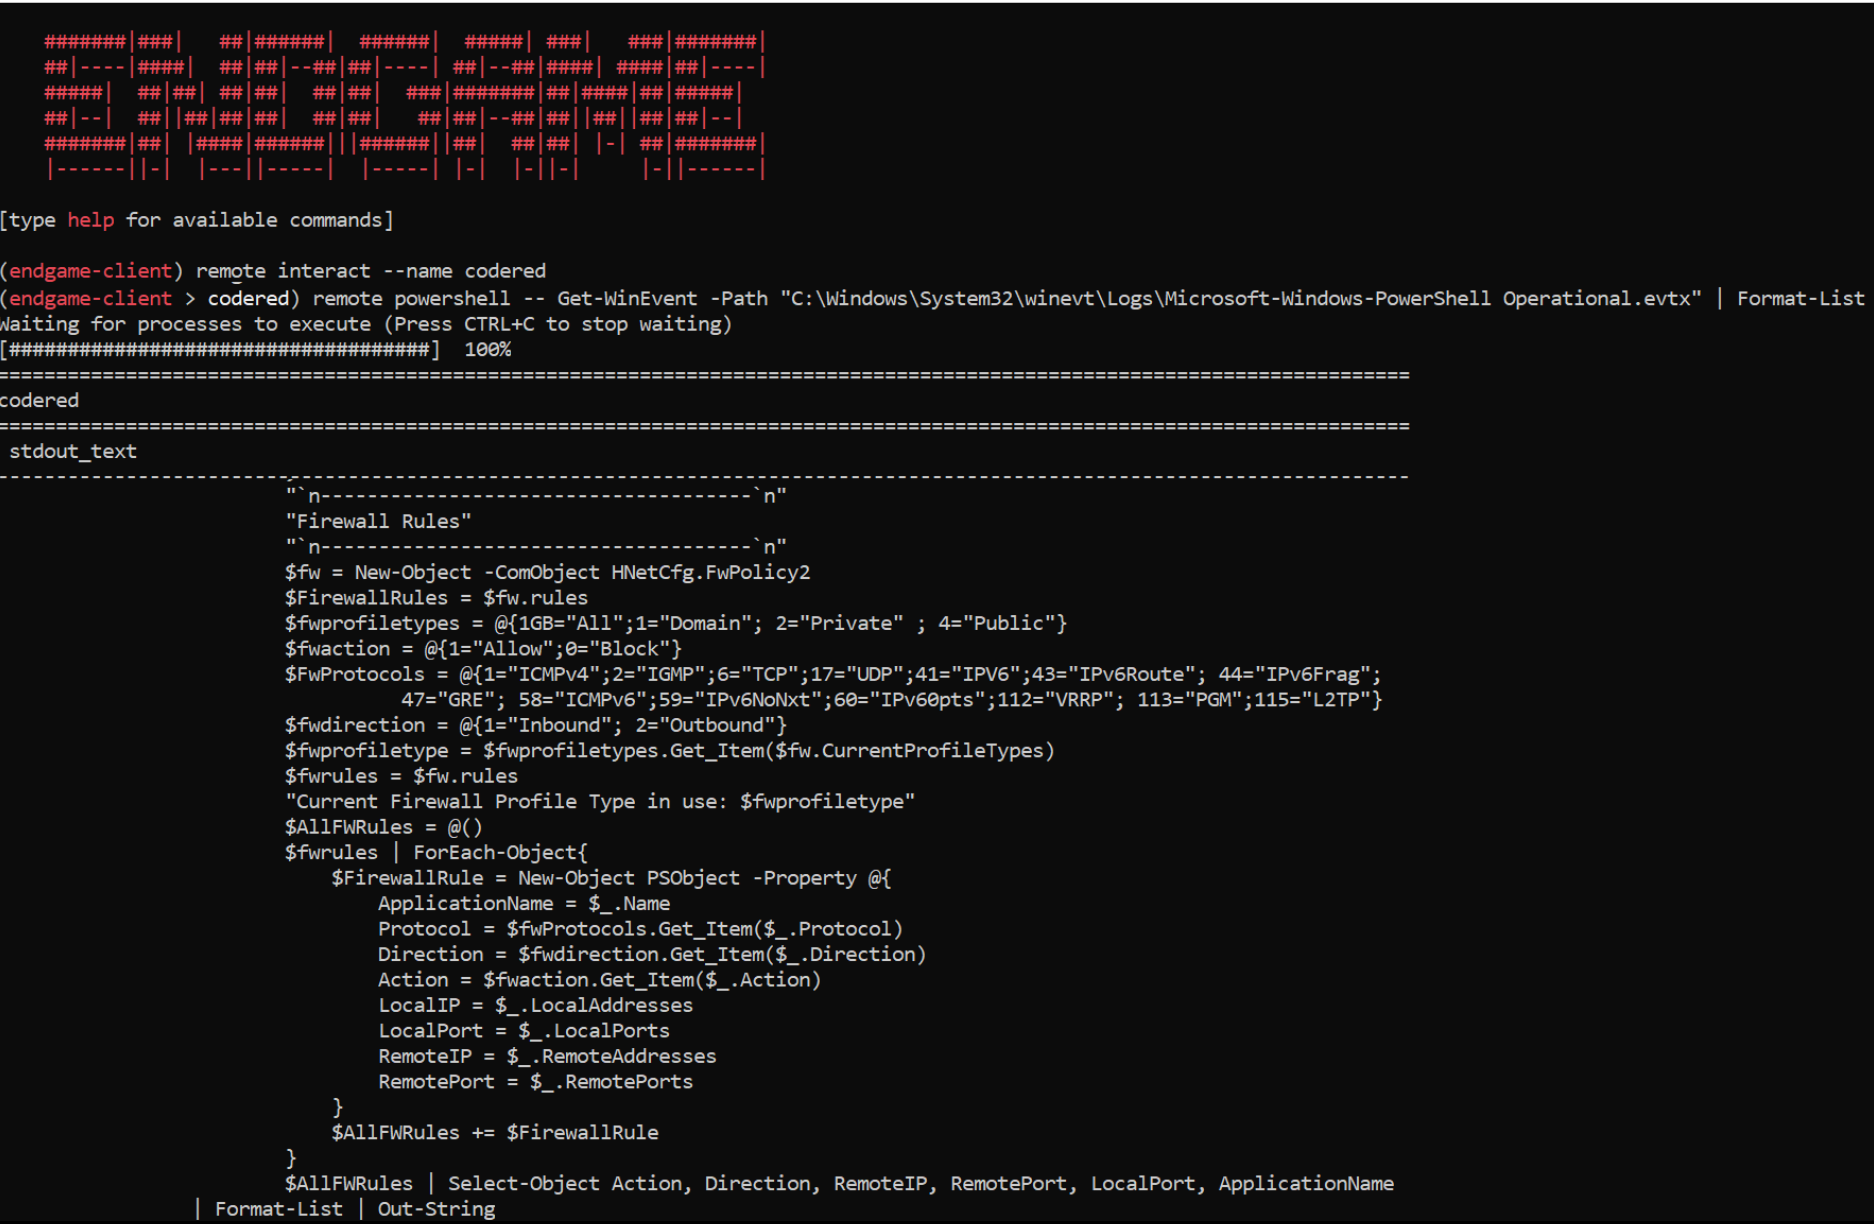 #######|###|   ##|######|  ######|  #####| ###|   ###|#######|
##|----|####|  ##|##|--##|##|----| ##|--##|####| ####|##|----|
#####|  ##|##| ##|##|  ##|##|  ###|#######|##|####|##|#####|
##|--|  ##||##|##|##|  ##|##|   ##|##|--##|##||##||##|##|--|
#######|##| |####|######|||######||##|  ##|##| |-| ##|#######|
|------||-|  |---||-----|  |-----| |-|  |-||-|     |-||------|
[type help for available commands]
(endgame-client) remote interact --name codered
(endgame-client > codered) remote powershell -- Get-WinEvent -Path "C:\Windows\System32\winevt\Logs\Microsoft-Windows-PowerShell Operational.evtx" | Format-List
Waiting for processes to execute (Press CTRL+C to stop waiting)
[####################################]  100%
codered
stdout_text
"`n-------------------------------------`n"
"Firewall Rules"
"`n-------------------------------------`n"
$fw = New-Object -ComObject HNetCfg.FwPolicy2
$FirewallRules = $fw.rules
$fwprofiletypes = @{1GB="All";1="Domain"; 2="Private" ; 4="Public"}
$fwaction = @{1="Allow";0="Block"}
$FwProtocols = @{1="ICMPv4";2="IGMP";6="TCP";17="UDP";41="IPV6";43="IPv6Route"; 44="IPv6Frag";
47="GRE"; 58="ICMPv6";59="IPv6NoNxt";60="IPv60pts";112="VRRP"; 113="PGM";115="L2TP"}
$fwdirection = @{1="Inbound"; 2="Outbound"}
$fwprofiletype = $fwprofiletypes.Get_Item($fw.CurrentProfileTypes)
$fwrules = $fw.rules
"Current Firewall Profile Type in use: $fwprofiletype"
$AllFWRules = @()
$fwrules | ForEach-Object{
$FirewallRule = New-Object PSObject -Property @{
ApplicationName = $_.Name
Protocol = $fwProtocols.Get_Item($_.Protocol)
Direction = $fwdirection.Get_Item($_.Direction)
Action = $fwaction.Get_Item($_.Action)
LocalIP = $_.LocalAddresses
LocalPort = $_.LocalPorts
RemoteIP = $_.RemoteAddresses
RemotePort = $_.RemotePorts
}
$AllFWRules += $FirewallRule
}
$AllFWRules | Select-Object Action, Direction, RemoteIP, RemotePort, LocalPort, ApplicationName
| Format-List | Out-String